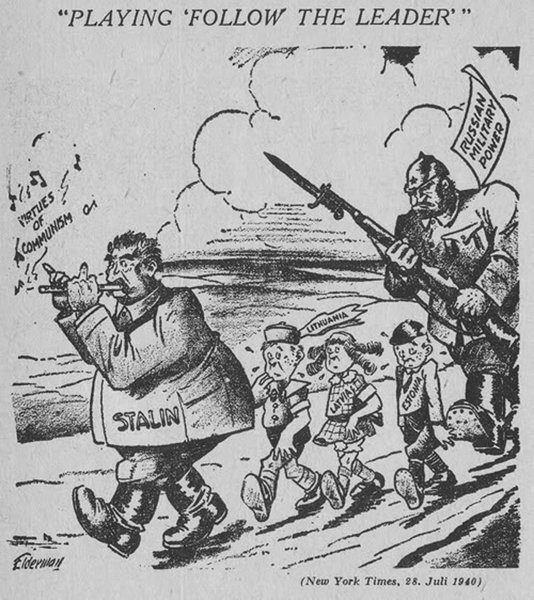 “PLAYING ‘FOLLOW THE LEADER’”
RUSSIAN
MILITARY
POWER
VIRTUES
OF
COMMUNISM
LITHUANIA
LATVIA
ESTONIA
STALIN
Elderman
(New York Times, 28. Juli 1940)